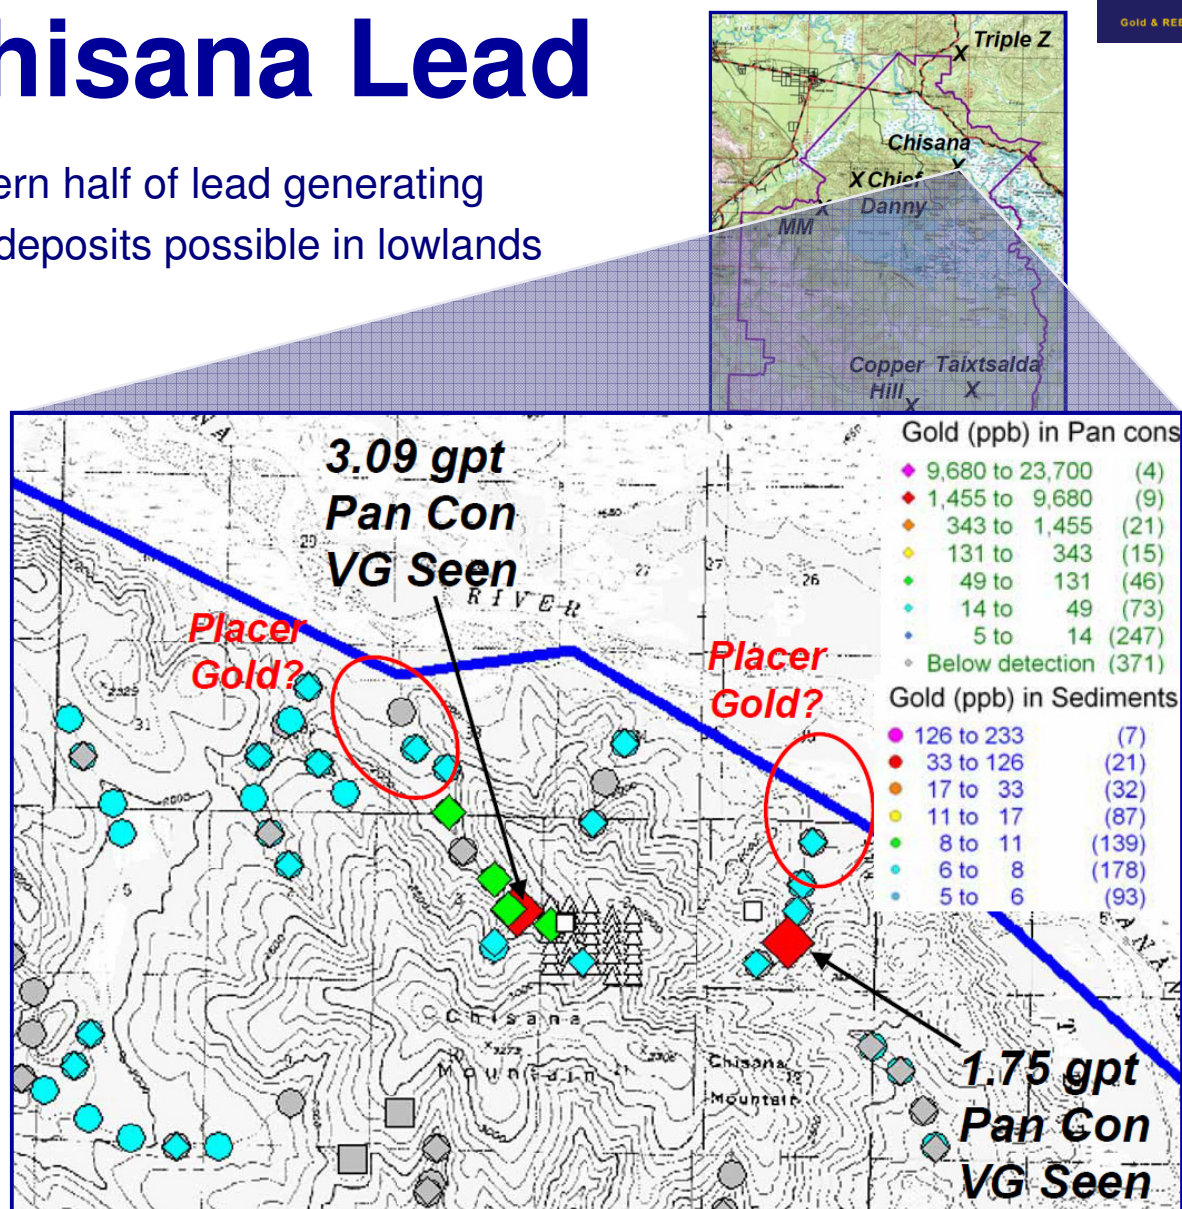 hisana Lead
Gold & REE
ern half of lead generating
deposits possible in lowlands
Triple Z
Chisana
X
X Chief
Danny
MM
Copper
Hill
X
Taixtsalda
X
3.09 gpt
Pan Con
VG Seen
RIVER
Placer
Gold?
Placer
Gold?
Gold (ppb) in Pan cons
9,680 to 23,700 (4)
1,455 to 9,680 (9)
343 to 1,455 (21)
131 to 343 (15)
49 to 131 (46)
14 to 49 (73)
5 to 14 (247)
Below detection (371)
Gold (ppb) in Sediments
126 to 233 (7)
33 to 126 (21)
17 to 33 (32)
11 to 17 (87)
8 to 11 (139)
6 to 8 (178)
5 to 6 (93)
27
26
31
5
Chisana
Mountain
Chisana
Mountain
1.75 gpt
Pan Con
VG Seen